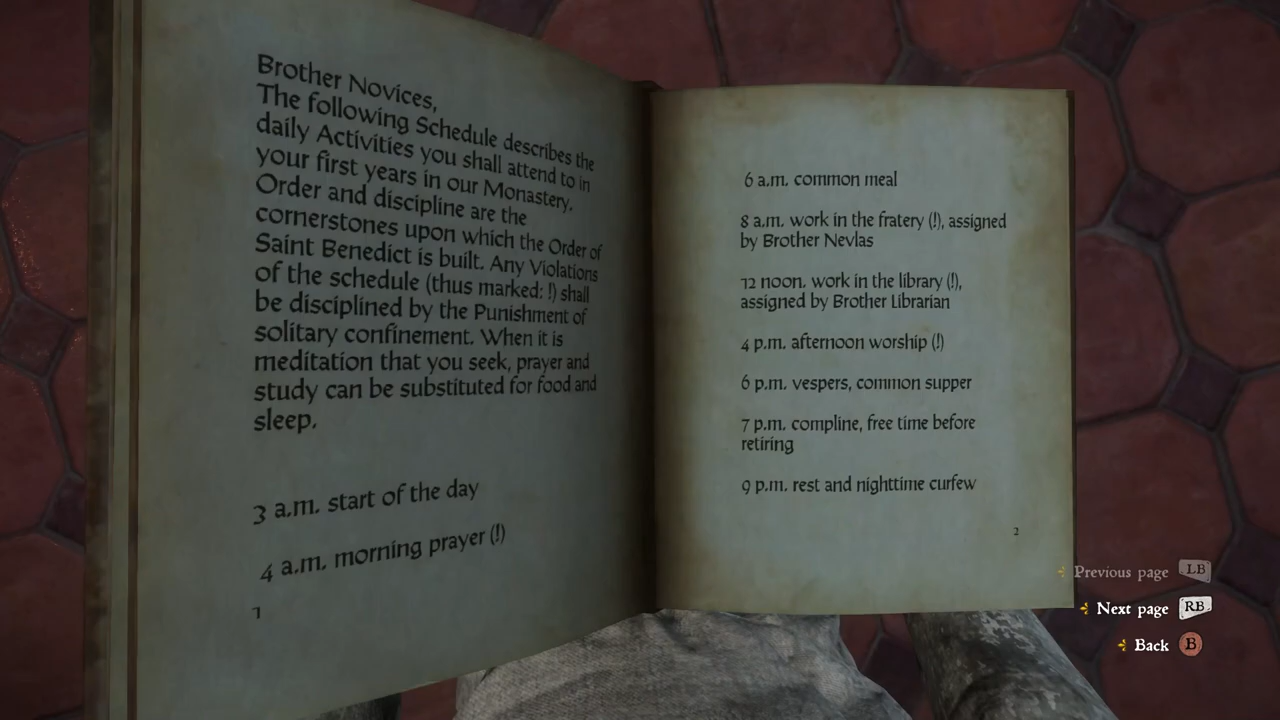 Brother Novices,
The following Schedule describes the
daily Activities you shall attend to in
your first years in our Monastery.
Order and discipline are the
cornerstones upon which the Order of
Saint Benedict is built. Any Violations
of the schedule (thus marked: !) shall
be disciplined by the Punishment of
solitary confinement. When it is
meditation that you seek, prayer and
study can be substituted for food and
sleep.
3 a.m. start of the day
4 a.m. morning prayer (!)
1
6 a.m. common meal
8 a.m. work in the fratery (!), assigned
by Brother Nevlas
12 noon. work in the library (!),
assigned by Brother Librarian
4 p.m. afternoon worship (!)
6 p.m. vespers, common supper
7 p.m. compline, free time before
retiring
9 p.m. rest and nighttime curfew
2
Previous page LB
Next page RB
Back B